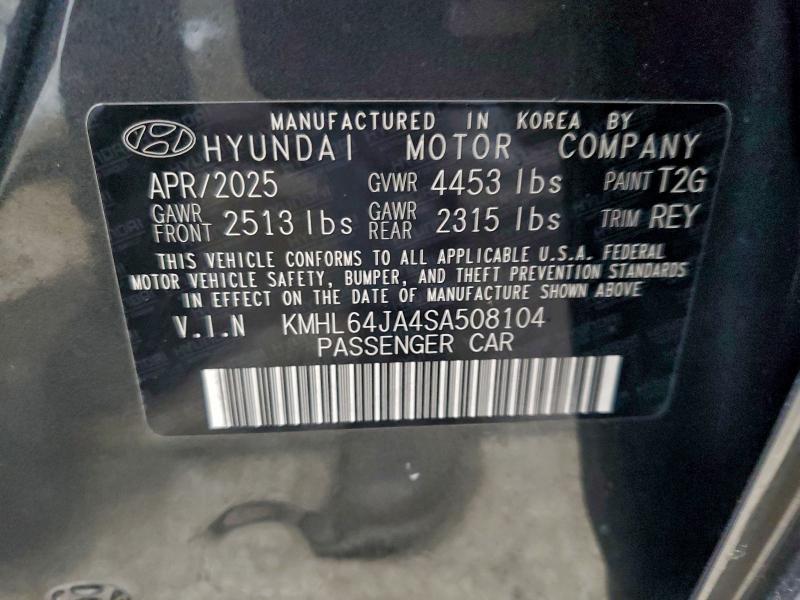 MANUFACTURED IN KOREA BY
HYUNDAI MOTOR COMPANY
APR/2025 GVWR 4453 lbs PAINT T2G
GAWR FRONT 2513 lbs GAWR REAR 2315 lbs TRIM REY
THIS VEHICLE CONFORMS TO ALL APPLICABLE U.S.A. FEDERAL
MOTOR VEHICLE SAFETY, BUMPER, AND THEFT PREVENTION STANDARDS
IN EFFECT ON THE DATE OF MANUFACTURE SHOWN ABOVE
V.I.N KMHL64JA4SA508104
PASSENGER CAR